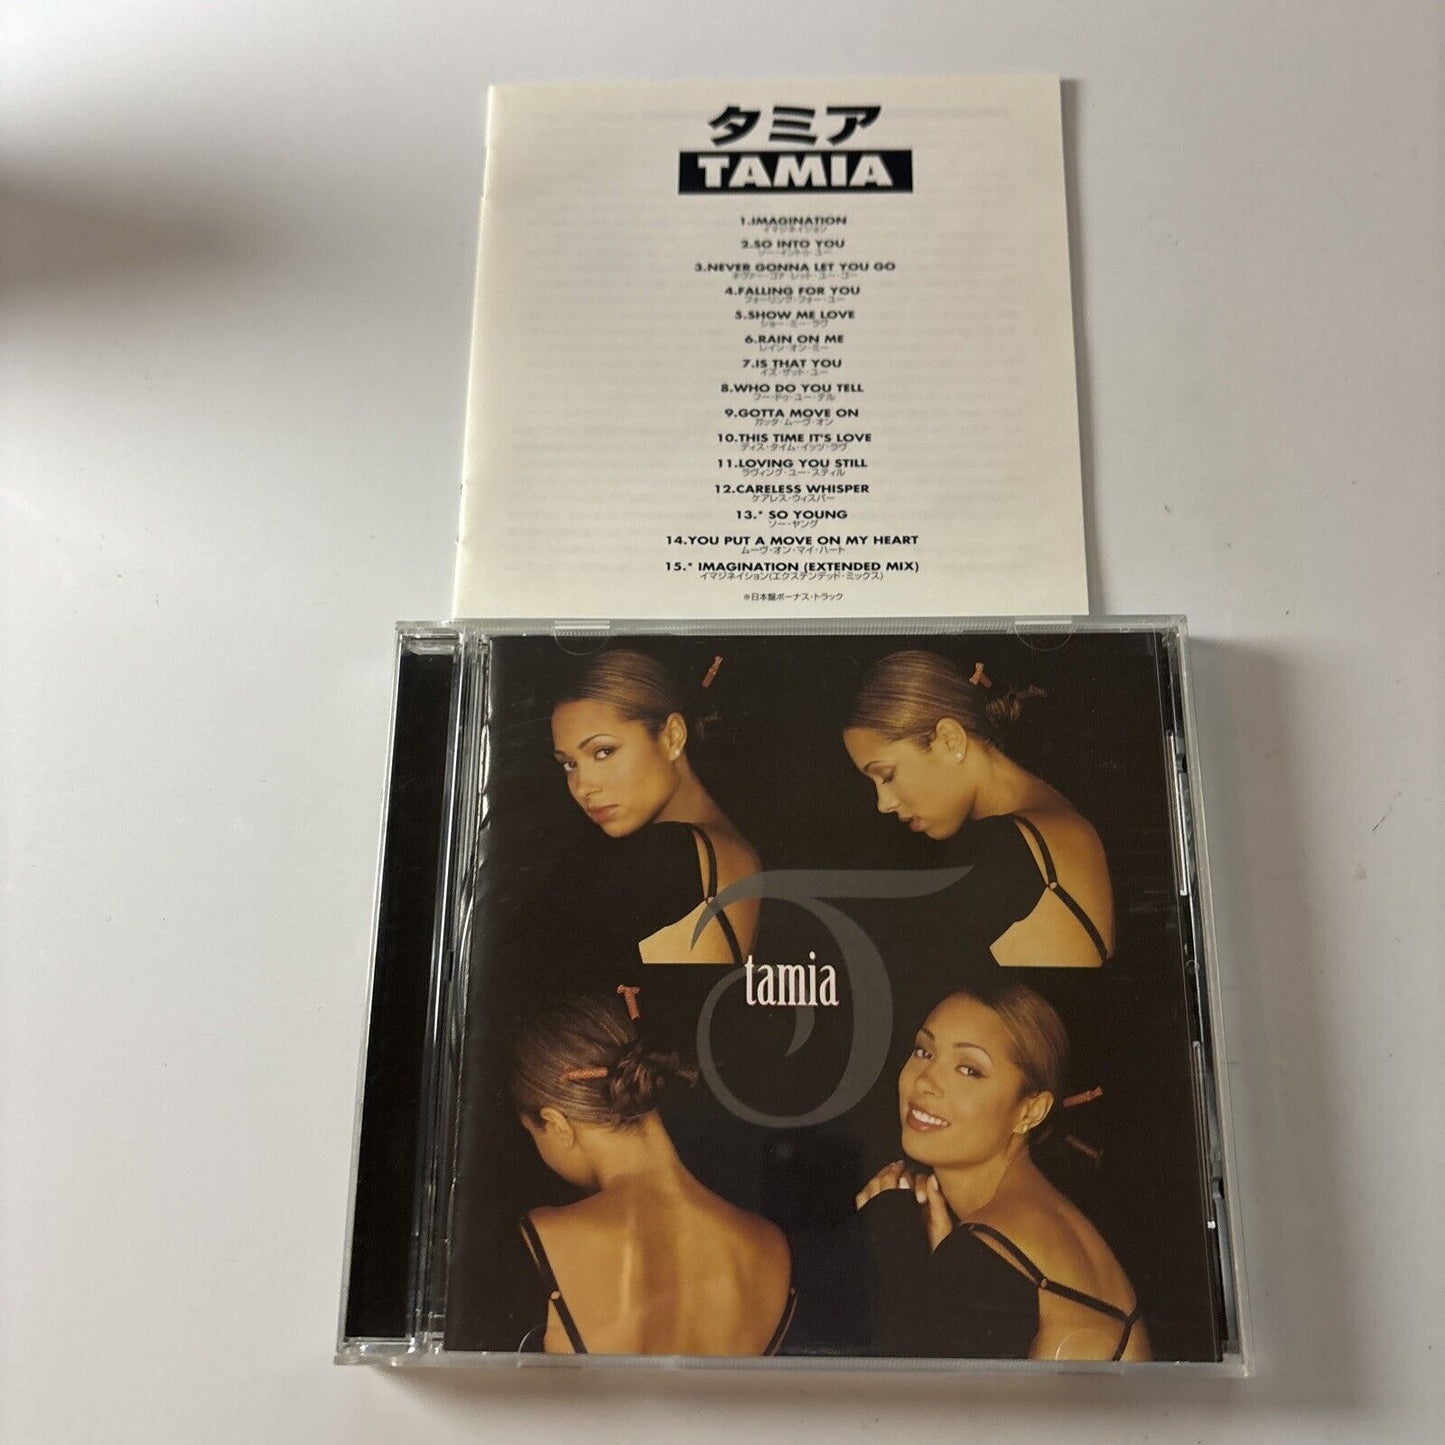 タミア
TAMIA
1.IMAGINATION
イマジネイション
2.SO INTO YOU
ソー・イントゥ・ユー
3.NEVER GONNA LET YOU GO
ネヴァー・ゴナ・レット・ユー・ゴー
4.FALLING FOR YOU
フォーリング・フォー・ユー
5.SHOW ME LOVE
ショー・ミー・ラヴ
6.RAIN ON ME
レイン・オン・ミー
7.IS THAT YOU
イズ・ザット・ユー
8.WHO DO YOU TELL
フー・ドゥ・ユー・テル
9.GOTTA MOVE ON
ガッタ・ムーヴ・オン
10.THIS TIME IT'S LOVE
ディス・タイム・イッツ・ラヴ
11.LOVING YOU STILL
ラヴィング・ユー・スティル
12.CARELESS WHISPER
ケアレス・ウィスパー
13.* SO YOUNG
ソー・ヤング
14.YOU PUT A MOVE ON MY HEART
ムーヴ・オン・マイ・ハート
15.* IMAGINATION (EXTENDED MIX)
イマジネイション(エクステンデッド・ミックス)
※日本盤ボーナス・トラック
T
tamia